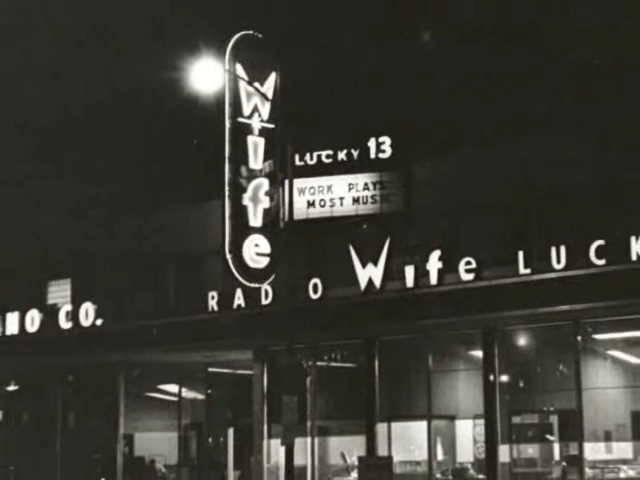 Wife
LUCKY 13
WORK PLAYS
MOST MUSIC
RAD O Wife LUCK
NO CO.